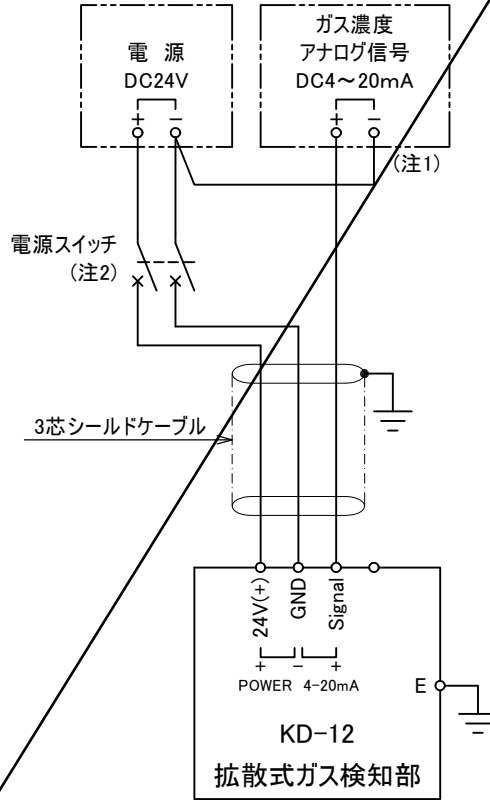 電 源
DC24V
+ −
ガス濃度
アナログ信号
DC4～20mA
+ −
(注1)
電源スイッチ
(注2)
3芯シールドケーブル
24V(+)
GND
Signal
+ − +
POWER 4-20mA
E
KD-12
拡散式ガス検知部